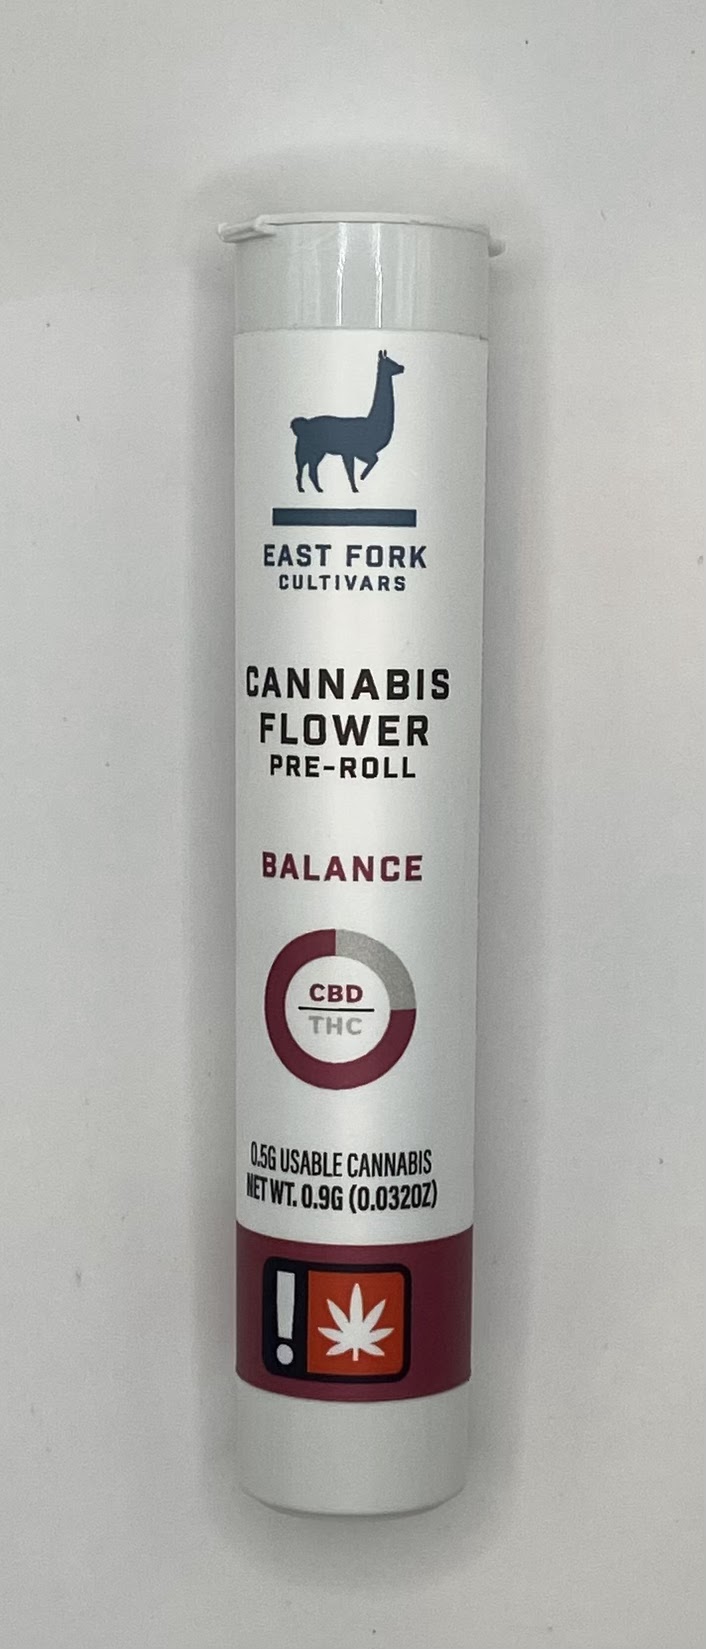 EAST FORK
CULTIVARS
CANNABIS
FLOWER
PRE-ROLL
BALANCE
CBD
THC
0.5G USABLE CANNABIS
NET WT. 0.9G (0.032OZ)
!